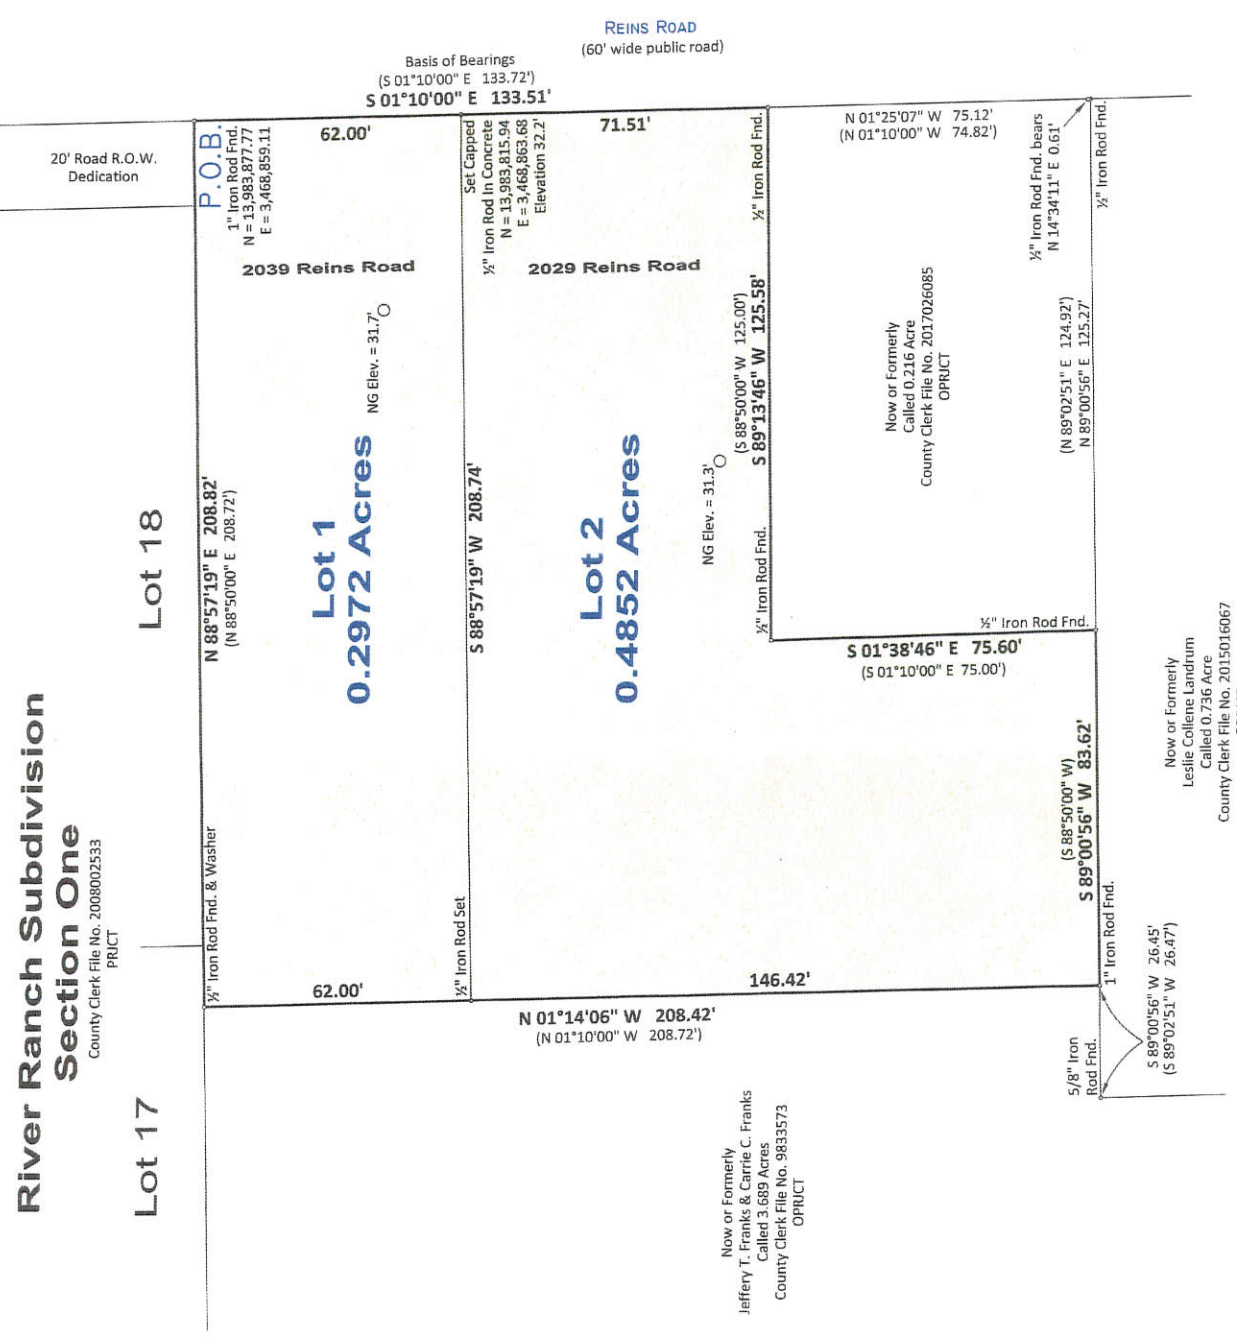 REINS ROAD
(60' wide public road)
Basis of Bearings
(S 01°10'00" E 133.72')
S 01°10'00" E 133.51'
62.00'
71.51'
20' Road R.O.W.
Dedication
P.O.B.
1" Iron Rod Fnd.
N = 13,983,877.77
E = 3,468,859.11
Set Capped
½" Iron Rod In Concrete
N = 13,983,815.94
E = 3,468,863.68
Elevation 32.2'
½" Iron Rod Fnd.
N 01°25'07" W 75.12'
(N 01°10'00" W 74.82')
½" Iron Rod Fnd. bears
N 14°34'11" E 0.61'
½" Iron Rod Fnd.
2039 Reins Road
2029 Reins Road
NG Elev. = 31.7'
Lot 18
N 88°57'19" E 208.82'
(N 88°50'00" E 208.72')
Lot 1
0.2972 Acres
S 88°57'19" W 208.74'
Lot 2
0.4852 Acres
NG Elev. = 31.3'
(S 88°50'00" W 125.00')
S 89°13'46" W 125.58'
½" Iron Rod Fnd.
Now or Formerly
Called 0.216 Acre
County Clerk File No. 2017026085
OPRJCT
(N 89°02'51" E 124.92')
N 89°00'56" E 125.27'
½" Iron Rod Fnd.
S 01°38'46" E 75.60'
(S 01°10'00" E 75.00')
River Ranch Subdivision
Section One
County Clerk File No. 2008002533
PRJCT
½" Iron Rod Fnd. & Washer
½" Iron Rod Set
(S 88°50'00" W)
S 89°00'56" W 83.62'
1" Iron Rod Fnd.
Now or Formerly
Leslie Collene Landrum
Called 0.736 Acre
County Clerk File No. 2015016067
62.00'
146.42'
N 01°14'06" W 208.42'
(N 01°10'00" W 208.72')
S 89°00'56" W 26.45'
(S 89°02'51" W 26.47')
5/8" Iron
Rod Fnd.
Lot 17
Now or Formerly
Jeffery T. Franks & Carrie C. Franks
Called 3.689 Acres
County Clerk File No. 9833573
OPRJCT